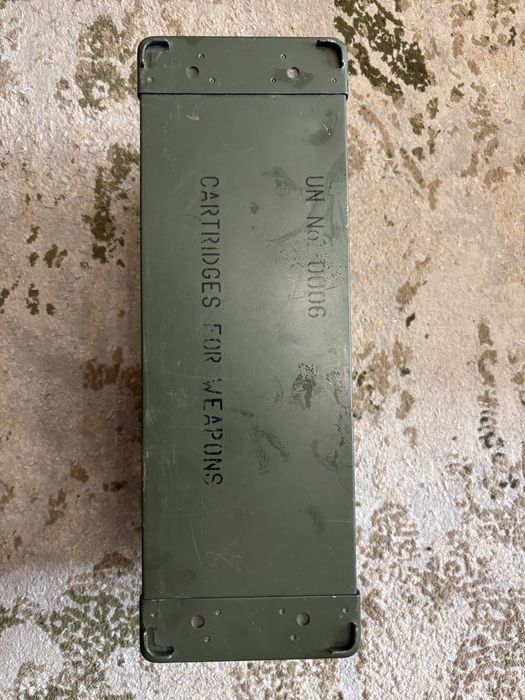 UN No. 0006
CARTRIDGES FOR WEAPONS